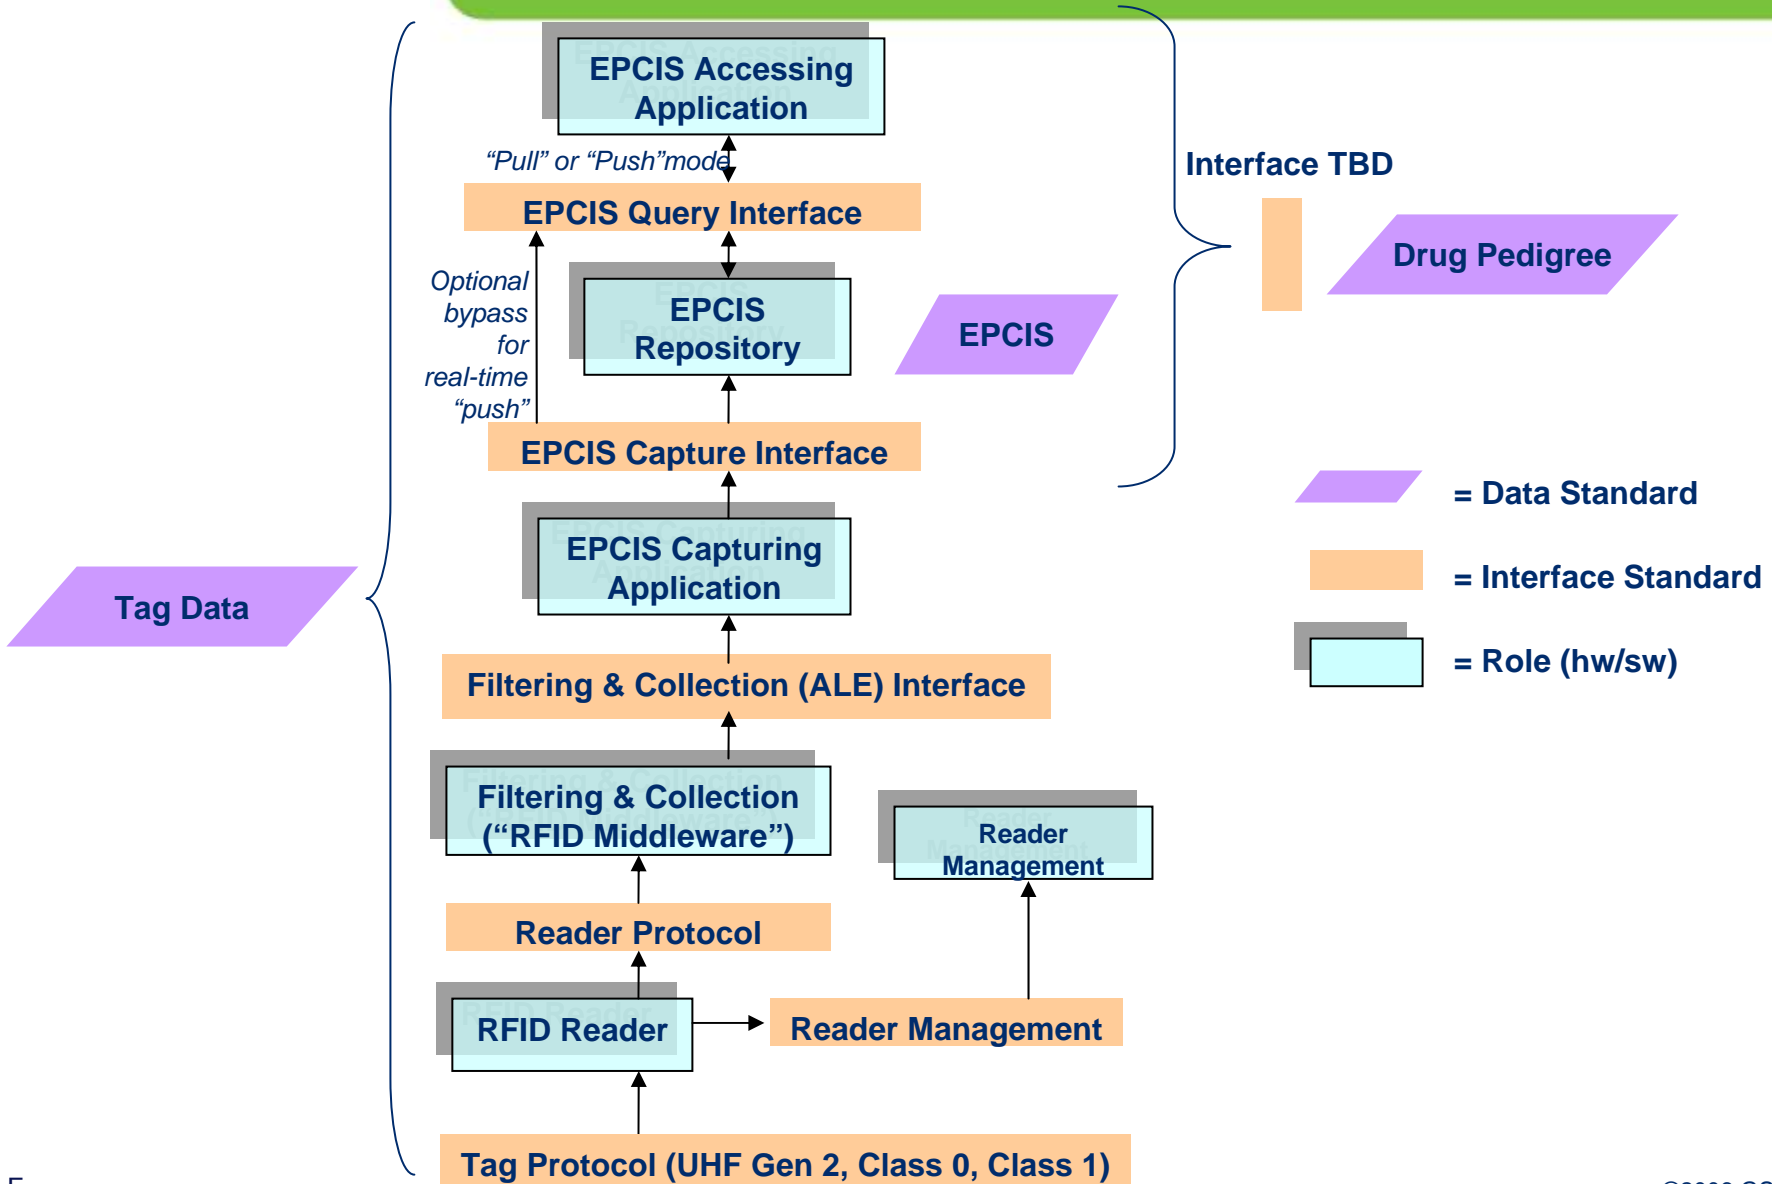 EPCIS Accessing
Application
“Pull” or “Push”mode
EPCIS Query Interface
Optional
bypass
for
real-time
“push”
EPCIS
Repository
EPCIS
EPCIS Capture Interface
EPCIS Capturing
Application
Tag Data
Filtering & Collection (ALE) Interface
Filtering & Collection
(“RFID Middleware”)
Reader
Management
Reader Protocol
RFID Reader
Reader Management
Tag Protocol (UHF Gen 2, Class 0, Class 1)
Interface TBD
Drug Pedigree
= Data Standard
= Interface Standard
= Role (hw/sw)